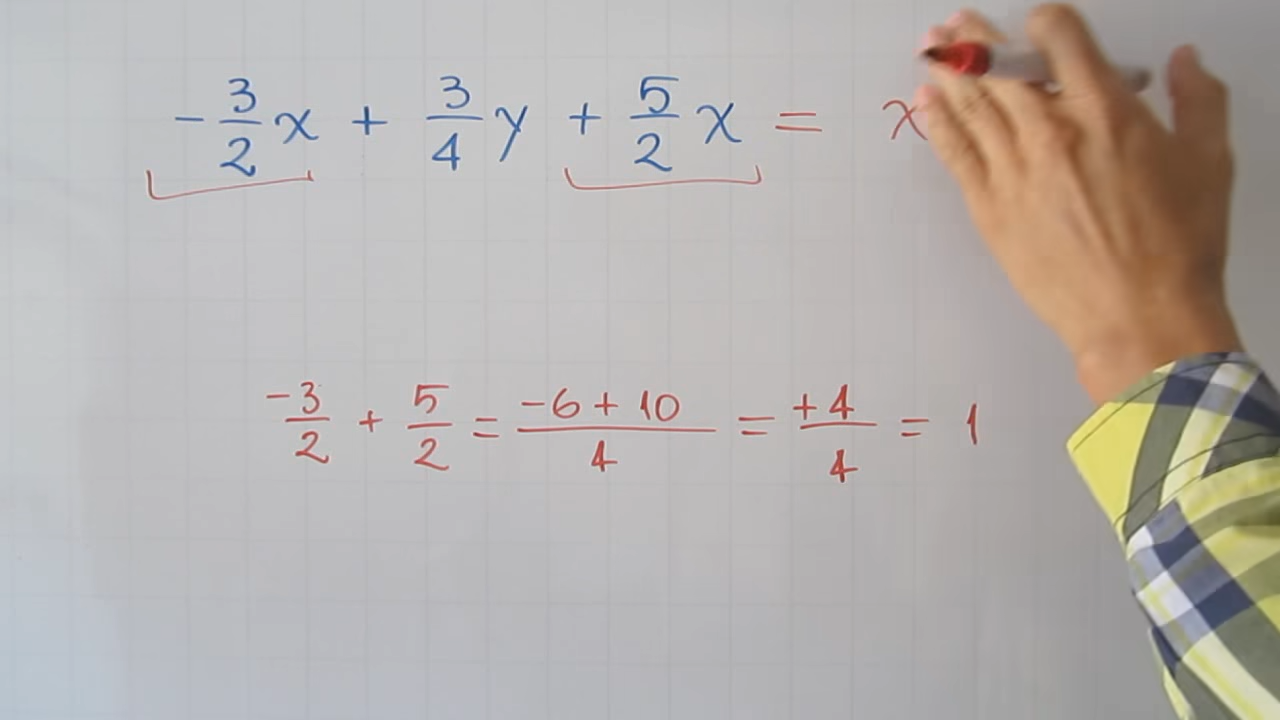 -3/2 x + 3/4 y + 5/2 x = x
-3/2 + 5/2 = -6 + 10/4 = +4/4 = 1